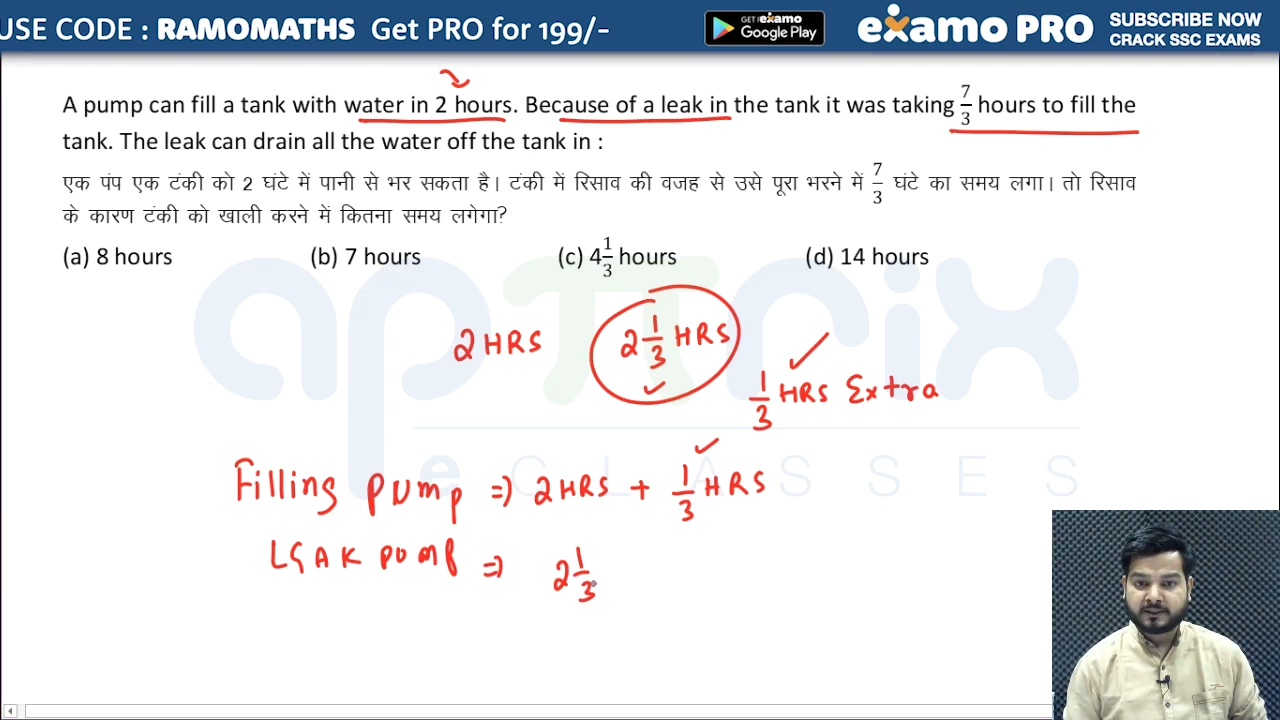 USE CODE : RAMOMATHS Get PRO for 199/-
GET examo
Google Play
examo PRO
SUBSCRIBE NOW
CRACK SSC EXAMS
A pump can fill a tank with water in 2 hours. Because of a leak in the tank it was taking 7/3 hours to fill the
tank. The leak can drain all the water off the tank in :
एक पंप एक टंकी को 2 घंटे में पानी से भर सकता है। टंकी में रिसाव की वजह से उसे पूरा भरने में 7/3 घंटे का समय लगा। तो रिसाव
के कारण टंकी को खाली करने में कितना समय लगेगा?
(a) 8 hours (b) 7 hours (c) 4 1/3 hours (d) 14 hours
2 HRS 2 1/3 HRS
1/3 HRS Extra
Filling pump ⇒ 2 HRS + 1/3 HRS
LEAK PUMP ⇒ 2 1/3
apπnix
e CLASSES